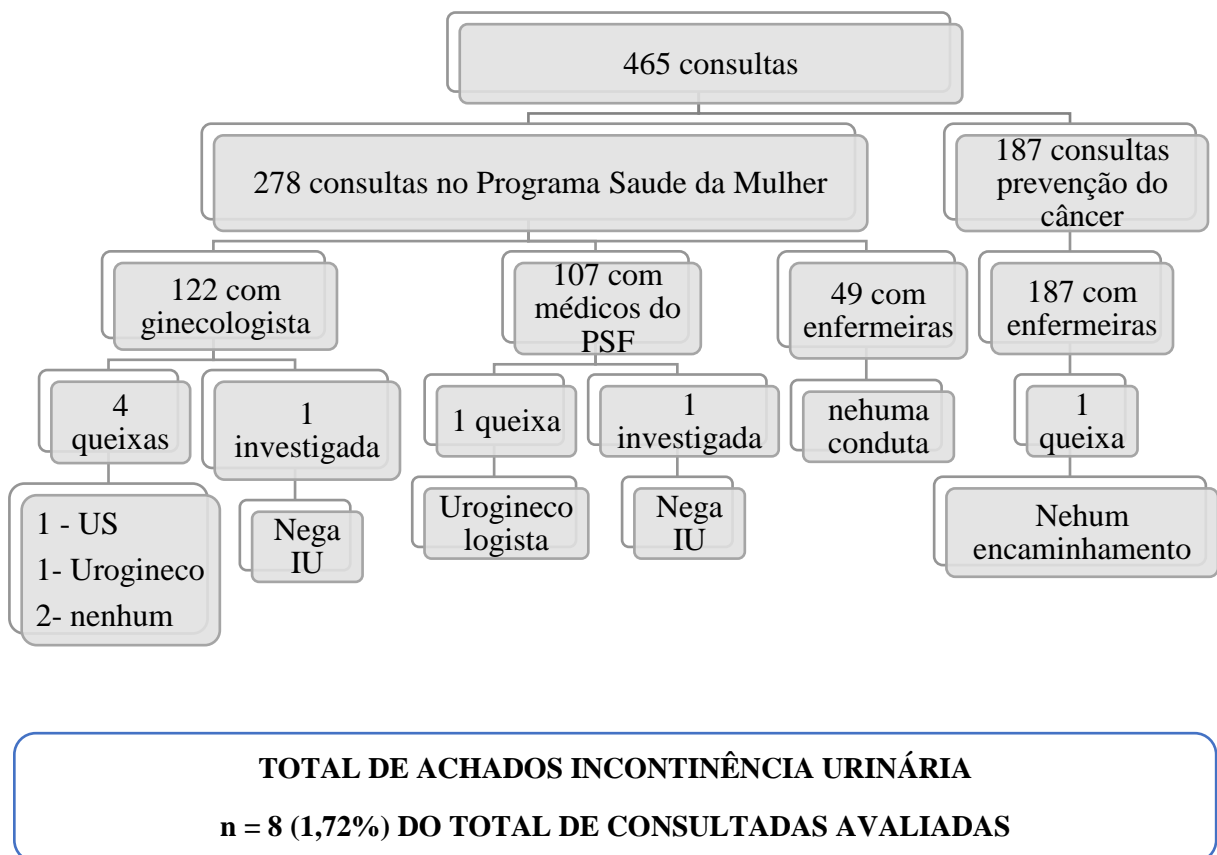 465 consultas
278 consultas no Programa Saude da Mulher
187 consultas
prevenção do
câncer
122 com
ginecologista
107 com
médicos do
PSF
49 com
enfermeiras
187 com
enfermeiras
4
queixas
1
investigada
1 queixa
1
investigada
nehuma
conduta
1
queixa
1 - US
1- Urogineco
2- nenhum
Nega
IU
Urogineco
logista
Nega
IU
Nehum
encaminhamento
TOTAL DE ACHADOS INCONTINÊNCIA URINÁRIA
n = 8 (1,72%) DO TOTAL DE CONSULTADAS AVALIADAS